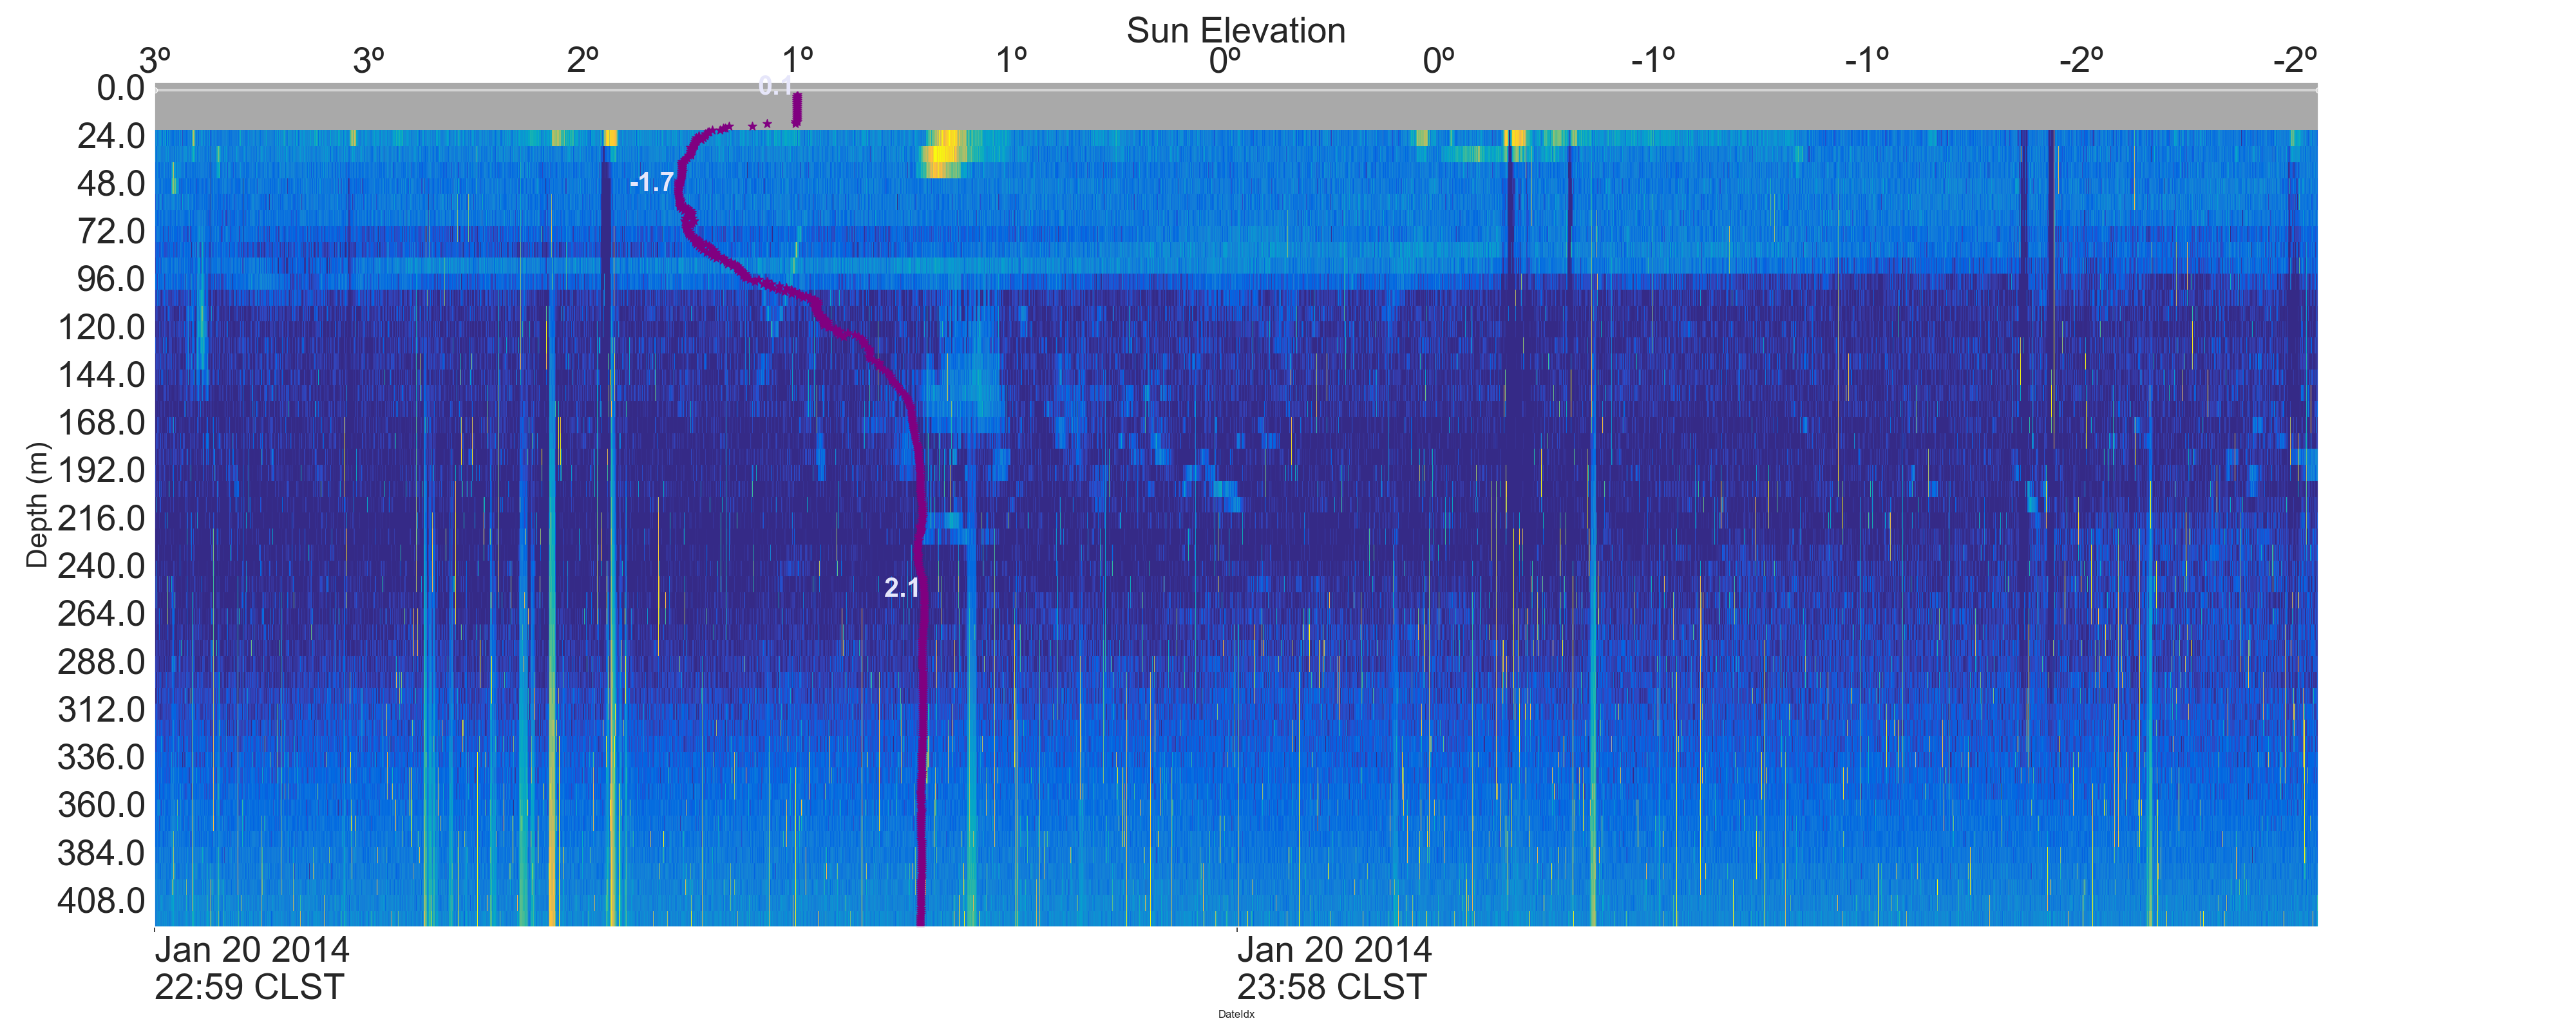 Sun Elevation
3º 3º 2º 1º 1º 0º 0º -1º -1º -2º -2º
0.1
0.0
24.0
-1.7
48.0
72.0
96.0
120.0
144.0
168.0
Depth (m)
192.0
216.0
240.0
2.1
264.0
288.0
312.0
336.0
360.0
384.0
408.0
Jan 20 2014
22:59 CLST
Jan 20 2014
23:58 CLST
DateIdx